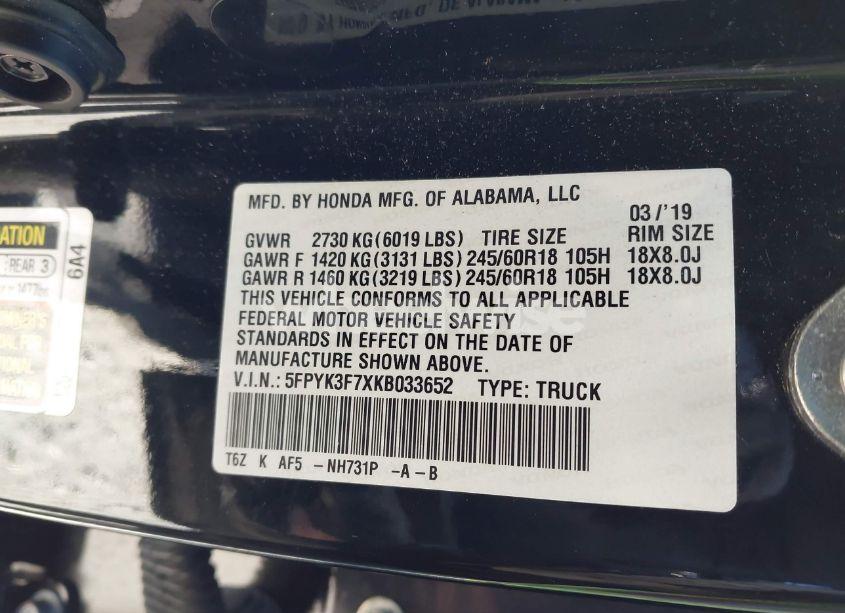 MFD. BY HONDA MFG. OF ALABAMA, LLC
03 /'19
GVWR 2730 KG(6019 LBS) TIRE SIZE RIM SIZE
GAWR F 1420 KG(3131 LBS) 245/60R18 105H 18X8.0J
GAWR R 1460 KG(3219 LBS) 245/60R18 105H 18X8.0J
THIS VEHICLE CONFORMS TO ALL APPLICABLE
FEDERAL MOTOR VEHICLE SAFETY
STANDARDS IN EFFECT ON THE DATE OF
MANUFACTURE SHOWN ABOVE.
V.I.N.: 5FPYK3F7XKB033652 TYPE: TRUCK
T6Z K AF5 -NH731P -A-B
ATION
REAR 3
6A4